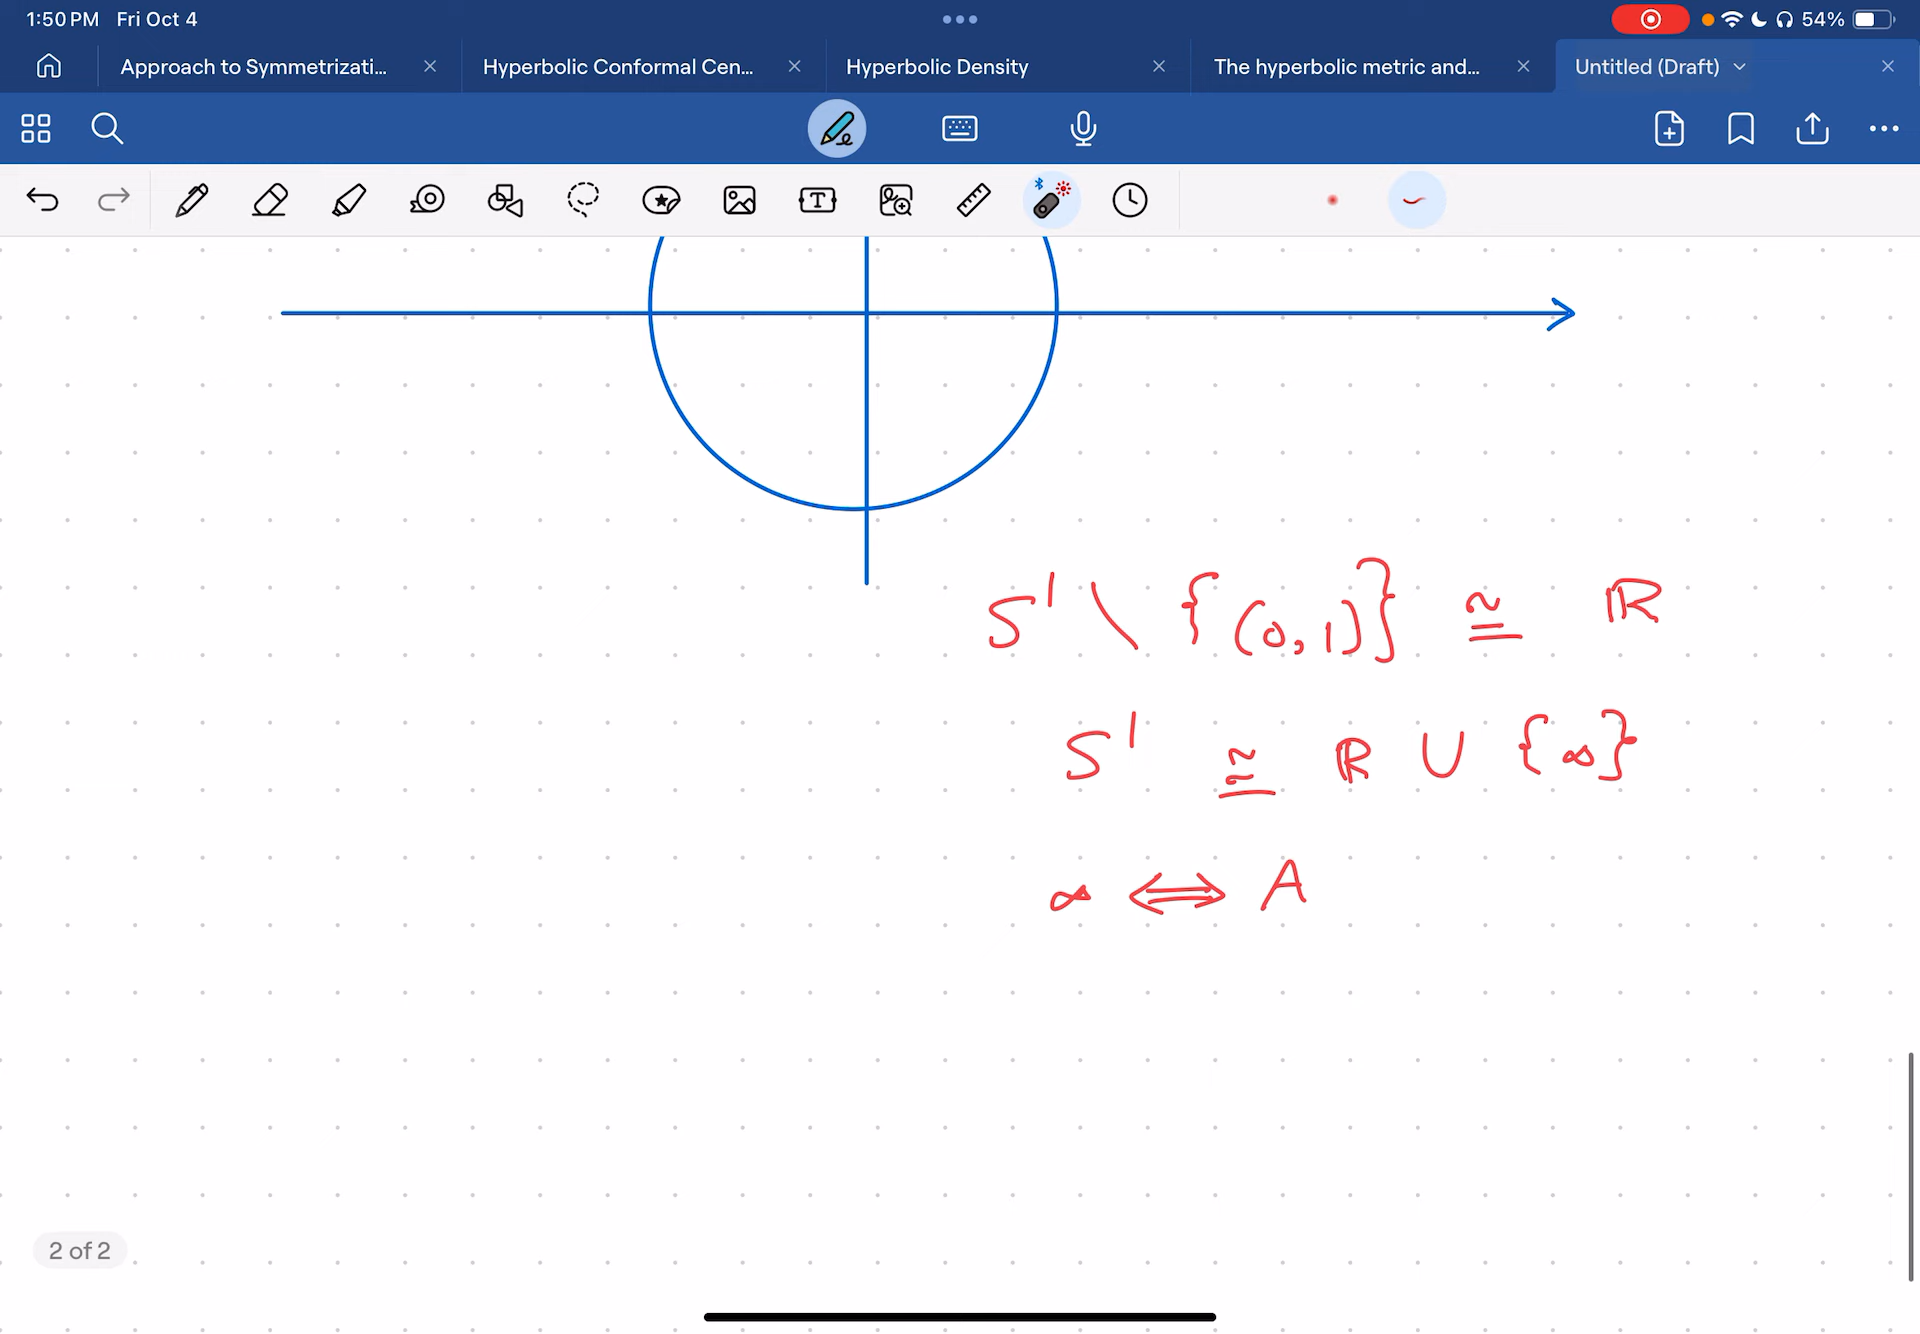 1:50 PM Fri Oct 4 54%
Approach to Symmetrizati... Hyperbolic Conformal Cen... Hyperbolic Density The hyperbolic metric and... Untitled (Draft)
T
S¹ \ {(0,1)} ≅ ℝ
S¹ ≅ ℝ ∪ {∞}
∞ ⟺ A
2 of 2